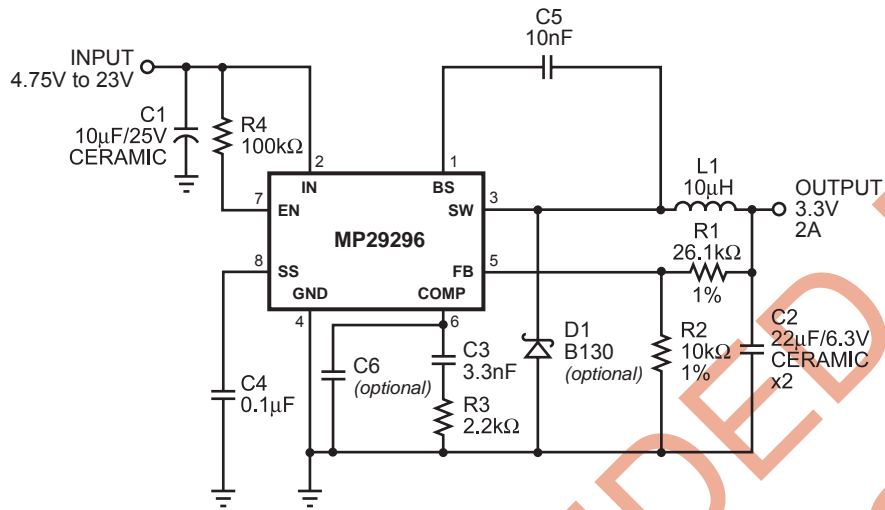 C5
10nF
INPUT
4.75V to 23V
C1
10µF/25V
CERAMIC
R4
100kΩ
2
1
IN
BS
L1
10µH
OUTPUT
3.3V
2A
7
EN
SW
3
MP29296
R1
26.1kΩ
1%
8
SS
FB
5
GND
COMP
4
6
C4
0.1µF
C6
(optional)
C3
3.3nF
R3
2.2kΩ
D1
B130
(optional)
R2
10kΩ
1%
C2
22µF/6.3V
CERAMIC
x2